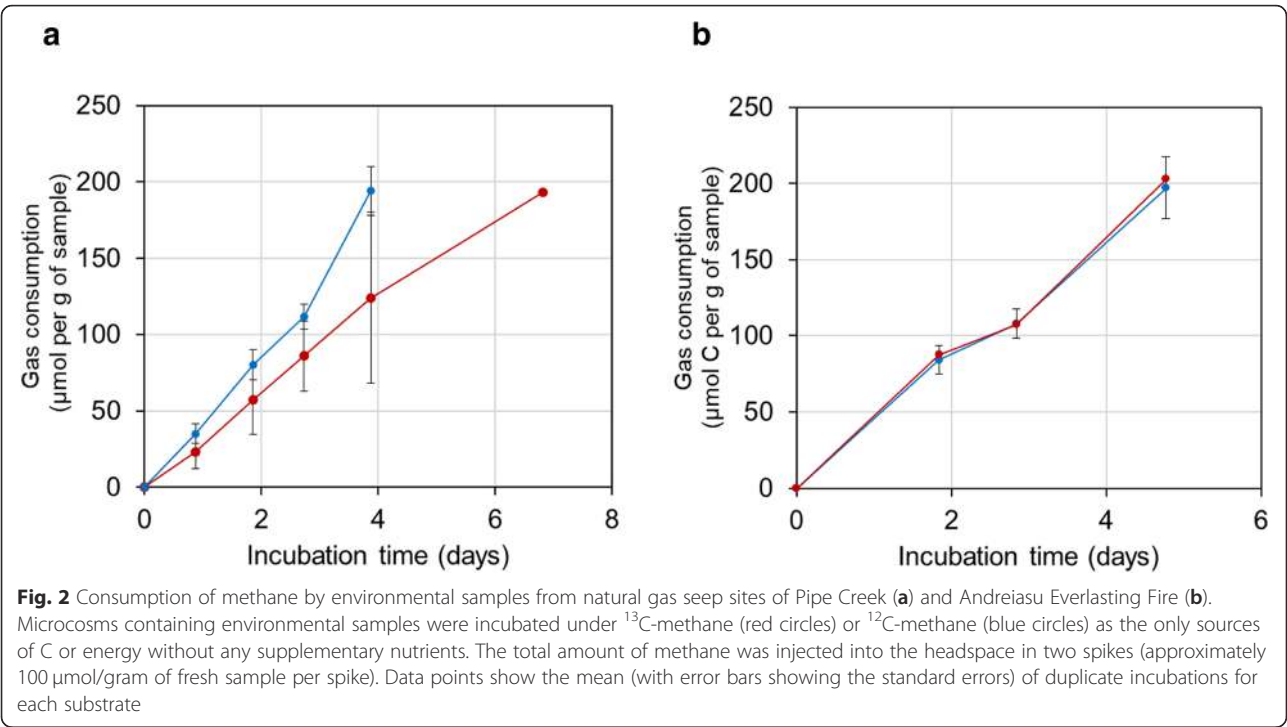 a
250
200
150
100
50
0
0 2 4 6 8
Gas consumption
(µmol per g of sample)
Incubation time (days)
b
250
200
150
100
50
0
0 2 4 6
Gas consumption
(µmol C per g of sample)
Incubation time (days)
Fig. 2 Consumption of methane by environmental samples from natural gas seep sites of Pipe Creek (a) and Andreiasu Everlasting Fire (b).
Microcosms containing environmental samples were incubated under ¹³C-methane (red circles) or ¹²C-methane (blue circles) as the only sources
of C or energy without any supplementary nutrients. The total amount of methane was injected into the headspace in two spikes (approximately
100 µmol/gram of fresh sample per spike). Data points show the mean (with error bars showing the standard errors) of duplicate incubations for
each substrate